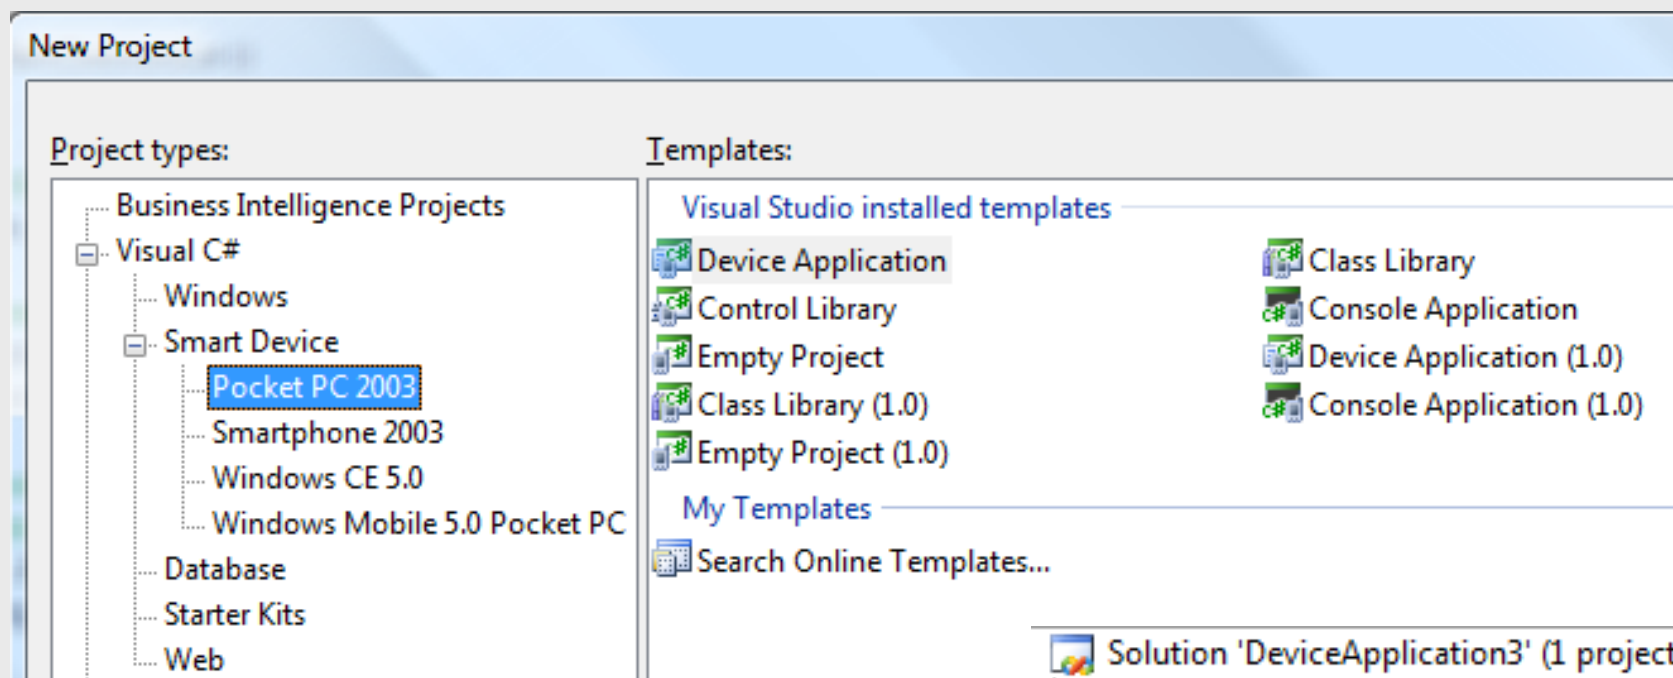 New Project
Project types:
Business Intelligence Projects
Visual C#
Windows
Smart Device
Pocket PC 2003
Smartphone 2003
Windows CE 5.0
Windows Mobile 5.0 Pocket PC
Database
Starter Kits
Web
Templates:
Visual Studio installed templates
Device Application
Class Library
Control Library
Console Application
Empty Project
Device Application (1.0)
Class Library (1.0)
Console Application (1.0)
Empty Project (1.0)
My Templates
Search Online Templates...
Solution 'DeviceApplication3' (1 project